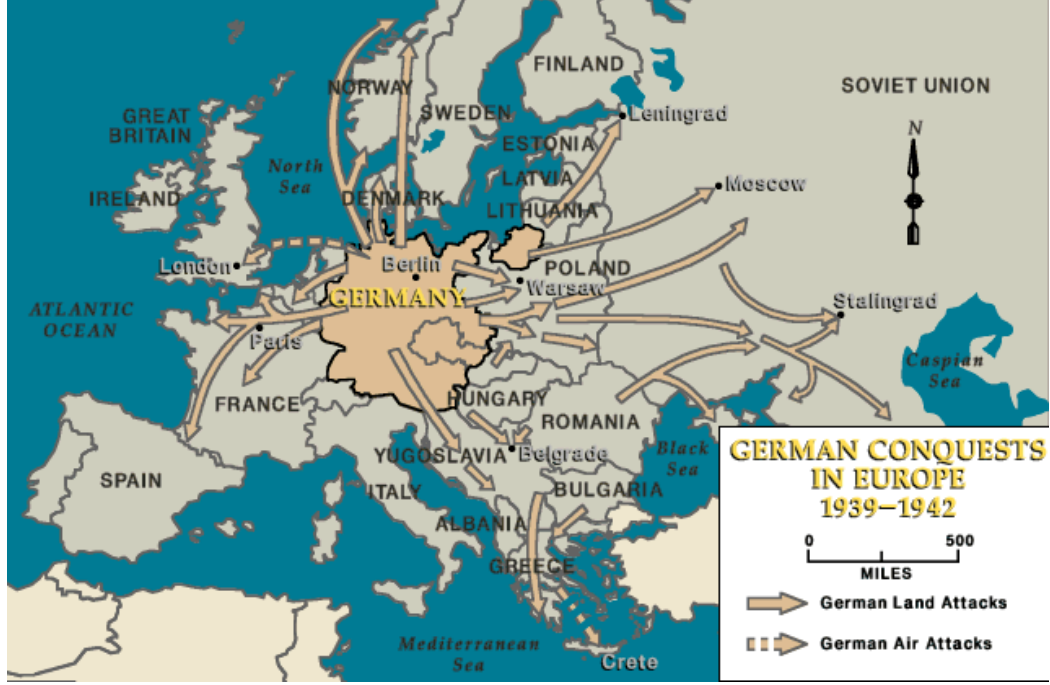 FINLAND
NORWAY
SOVIET UNION
SWEDEN
GREAT
BRITAIN
Leningrad
N
ESTONIA
North
Sea
LATVIA
Moscow
IRELAND
DENMARK
LITHUANIA
London
Berlin
POLAND
Warsaw
GERMANY
ATLANTIC
OCEAN
Stalingrad
Paris
Caspian
Sea
HUNGARY
FRANCE
ROMANIA
Black
Sea
YUGOSLAVIA
Belgrade
SPAIN
ITALY
BULGARIA
ALBANIA
GREECE
Mediterranean
Sea
Crete
GERMAN CONQUESTS
IN EUROPE
1939–1942
0 500
MILES
German Land Attacks
German Air Attacks